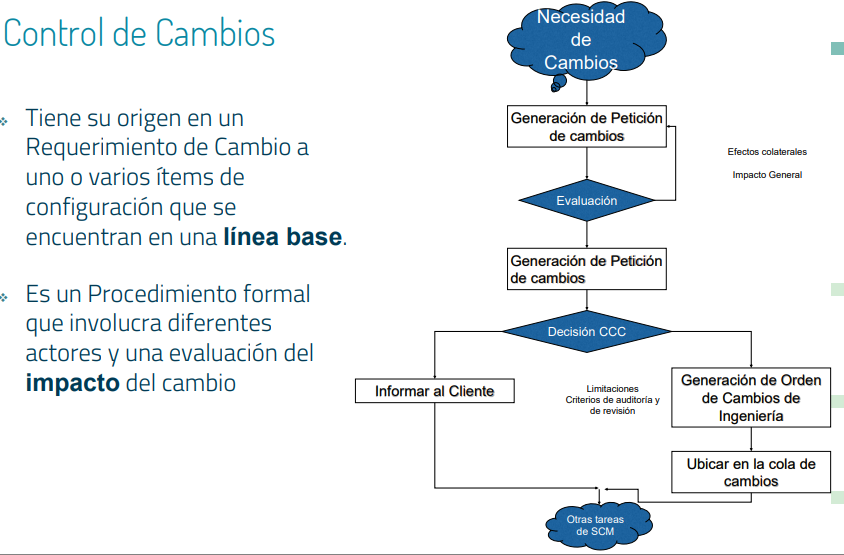 Control de Cambios
Tiene su origen en un
Requerimiento de Cambio a
uno o varios ítems de
configuración que se
encuentran en una línea base.
Es un Procedimiento formal
que involucra diferentes
actores y una evaluación del
impacto del cambio
Necesidad
de
Cambios
Generación de Petición
de cambios
Efectos colaterales
Impacto General
Evaluación
Generación de Petición
de cambios
Decisión CCC
Informar al Cliente
Limitaciones
Criterios de auditoría y
de revisión
Generación de Orden
de Cambios de
Ingeniería
Ubicar en la cola de
cambios
Otras tareas
de SCM